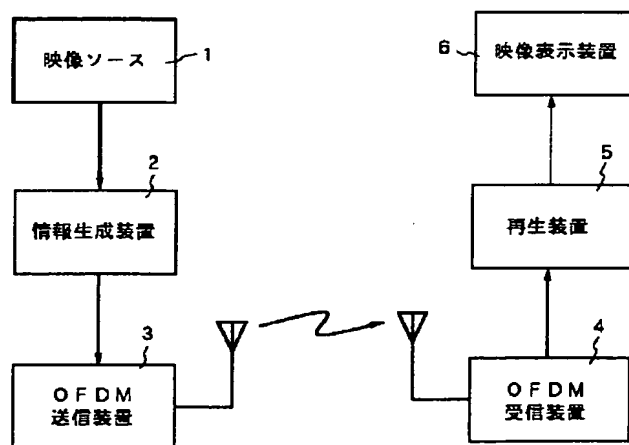 映像ソース
1
6
映像表示装置
2
情報生成装置
5
再生装置
3
OFDM
送信装置
4
OFDM
受信装置